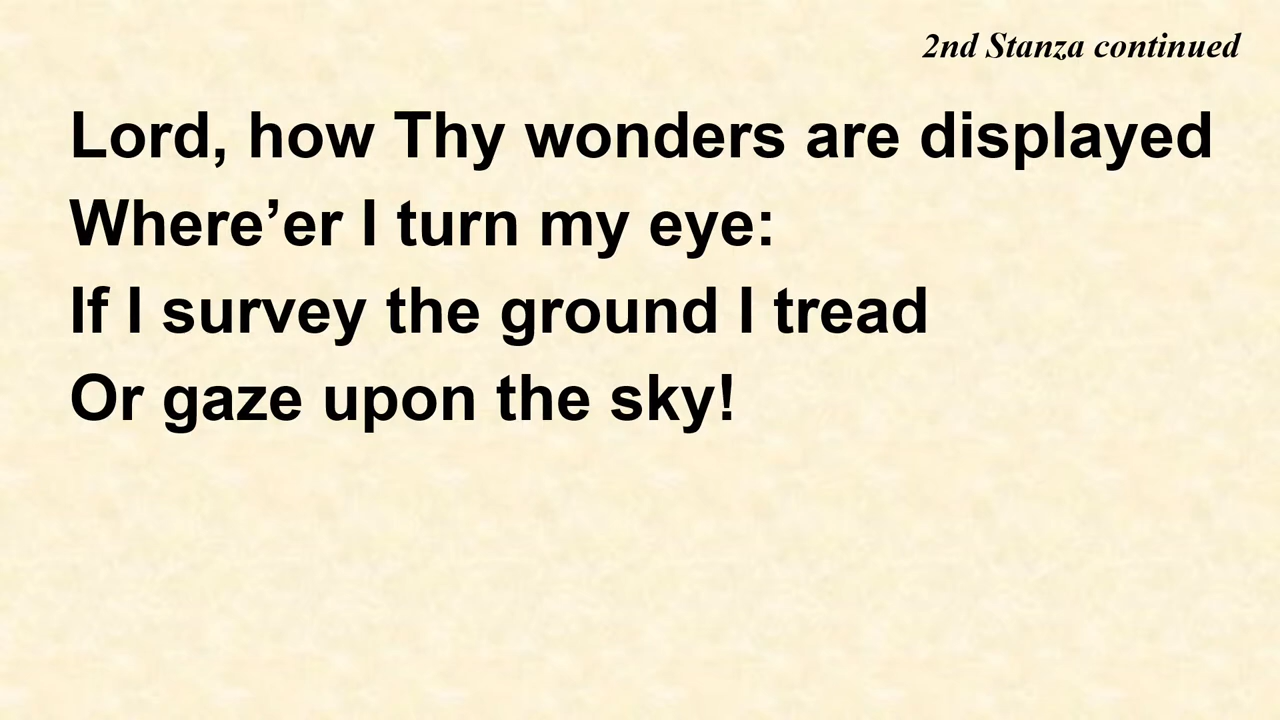 2nd Stanza continued
Lord, how Thy wonders are displayed
Where’er I turn my eye:
If I survey the ground I tread
Or gaze upon the sky!